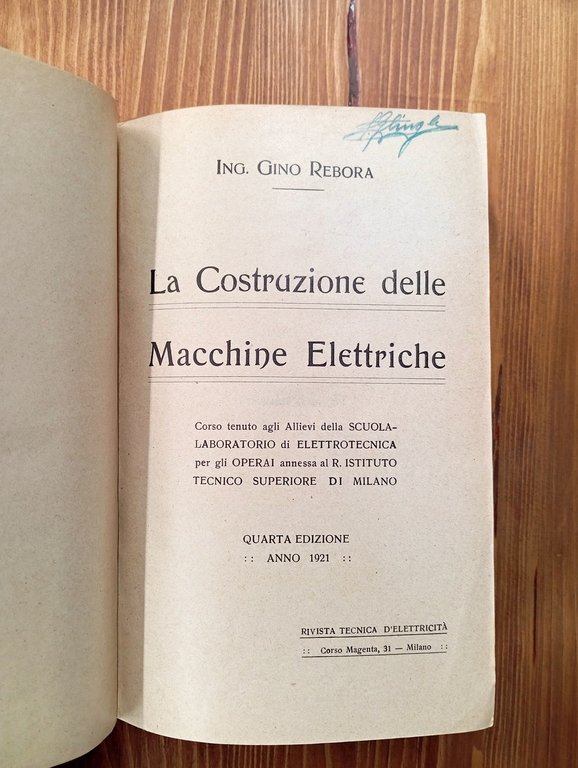 Ing. Gino Rebora
La Costruzione delle
Macchine Elettriche
Corso tenuto agli Allievi della SCUOLA-
LABORATORIO di ELETTROTECNICA
per gli OPERAI annessa al R. ISTITUTO
TECNICO SUPERIORE DI MILANO
QUARTA EDIZIONE
:: ANNO 1921 ::
RIVISTA TECNICA D'ELETTRICITÀ
:: Corso Magenta, 31 — Milano ::